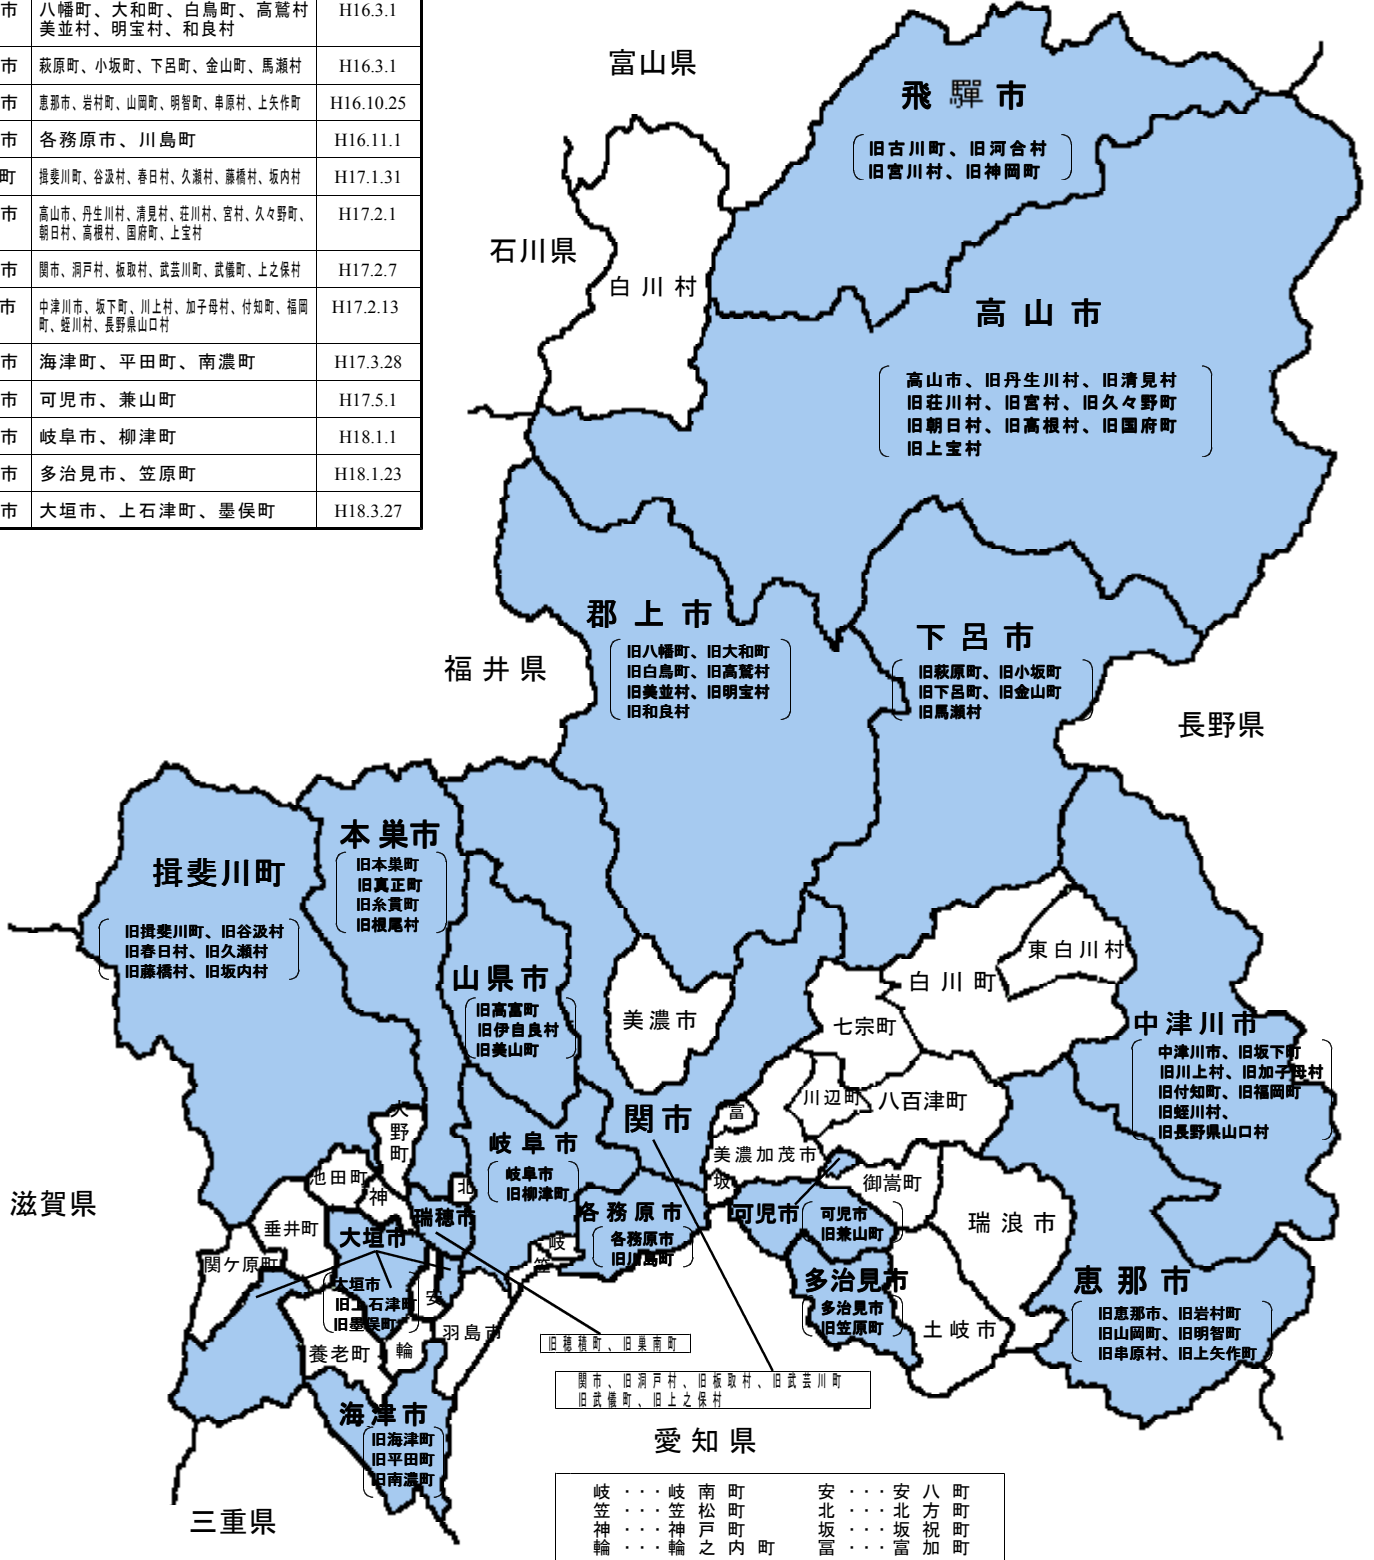 市 八幡町、大和町、白鳥町、高鷲村 H16.3.1
美並村、明宝村、和良村
市 萩原町、小坂町、下呂町、金山町、馬瀬村 H16.3.1
市 恵那市、岩村町、山岡町、明智町、串原村、上矢作町 H16.10.25
市 各務原市、川島町 H16.11.1
町 揖斐川町、谷汲村、春日村、久瀬村、藤橋村、坂内村 H17.1.31
市 高山市、丹生川村、清見村、荘川村、宮村、久々野町、 H17.2.1
朝日村、高根村、国府町、上宝村
市 関市、洞戸村、板取村、武芸川町、武儀町、上之保村 H17.2.7
市 中津川市、坂下町、川上村、加子母村、付知町、福岡 H17.2.13
町、蛭川村、長野県山口村
市 海津町、平田町、南濃町 H17.3.28
市 可児市、兼山町 H17.5.1
市 岐阜市、柳津町 H18.1.1
市 多治見市、笠原町 H18.1.23
市 大垣市、上石津町、墨俣町 H18.3.27
富山県
飛驒市
旧古川町、旧河合村
旧宮川村、旧神岡町
石川県
白川村
高山市
高山市、旧丹生川村、旧清見村
旧荘川村、旧宮村、旧久々野町
旧朝日村、旧高根村、旧国府町
旧上宝村
郡上市
旧八幡町、旧大和町
旧白鳥町、旧高鷲村
旧美並村、旧明宝村
旧和良村
下呂市
旧萩原町、旧小坂町
旧下呂町、旧金山町
旧馬瀬村
福井県
長野県
本巣市
旧本巣町
旧真正町
旧糸貫町
旧根尾村
揖斐川町
旧揖斐川町、旧谷汲村
旧春日村、旧久瀬村
旧藤橋村、旧坂内村
山県市
旧高富町
旧伊自良村
旧美山町
美濃市
東白川村
白川町
七宗町
中津川市
中津川市、旧坂下町
旧川上村、旧加子母村
旧付知町、旧福岡町
旧蛭川村、
旧長野県山口村
川辺町
八百津町
富
関市
美濃加茂市
坂
御嵩町
大野町
池田町
神
北
岐阜市
岐阜市
旧柳津町
滋賀県
垂井町
瑞穂市
各務原市
各務原市
旧川島町
可児市
可児市
旧兼山町
瑞浪市
大垣市
大垣市
旧上石津町
旧墨俣町
関ケ原町
岐
笠
安
羽島市
多治見市
多治見市
旧笠原町
土岐市
恵那市
旧恵那市、旧岩村町
旧山岡町、旧明智町
旧串原村、旧上矢作町
養老町
輪
旧穂積町、旧巣南町
関市、旧洞戸村、旧板取村、旧武芸川町
旧武儀町、旧上之保村
海津市
旧海津町
旧平田町
旧南濃町
愛知県
三重県
岐・・・岐南町 安・・・安八町
笠・・・笠松町 北・・・北方町
神・・・神戸町 坂・・・坂祝町
輪・・・輪之内町 冨・・・富加町